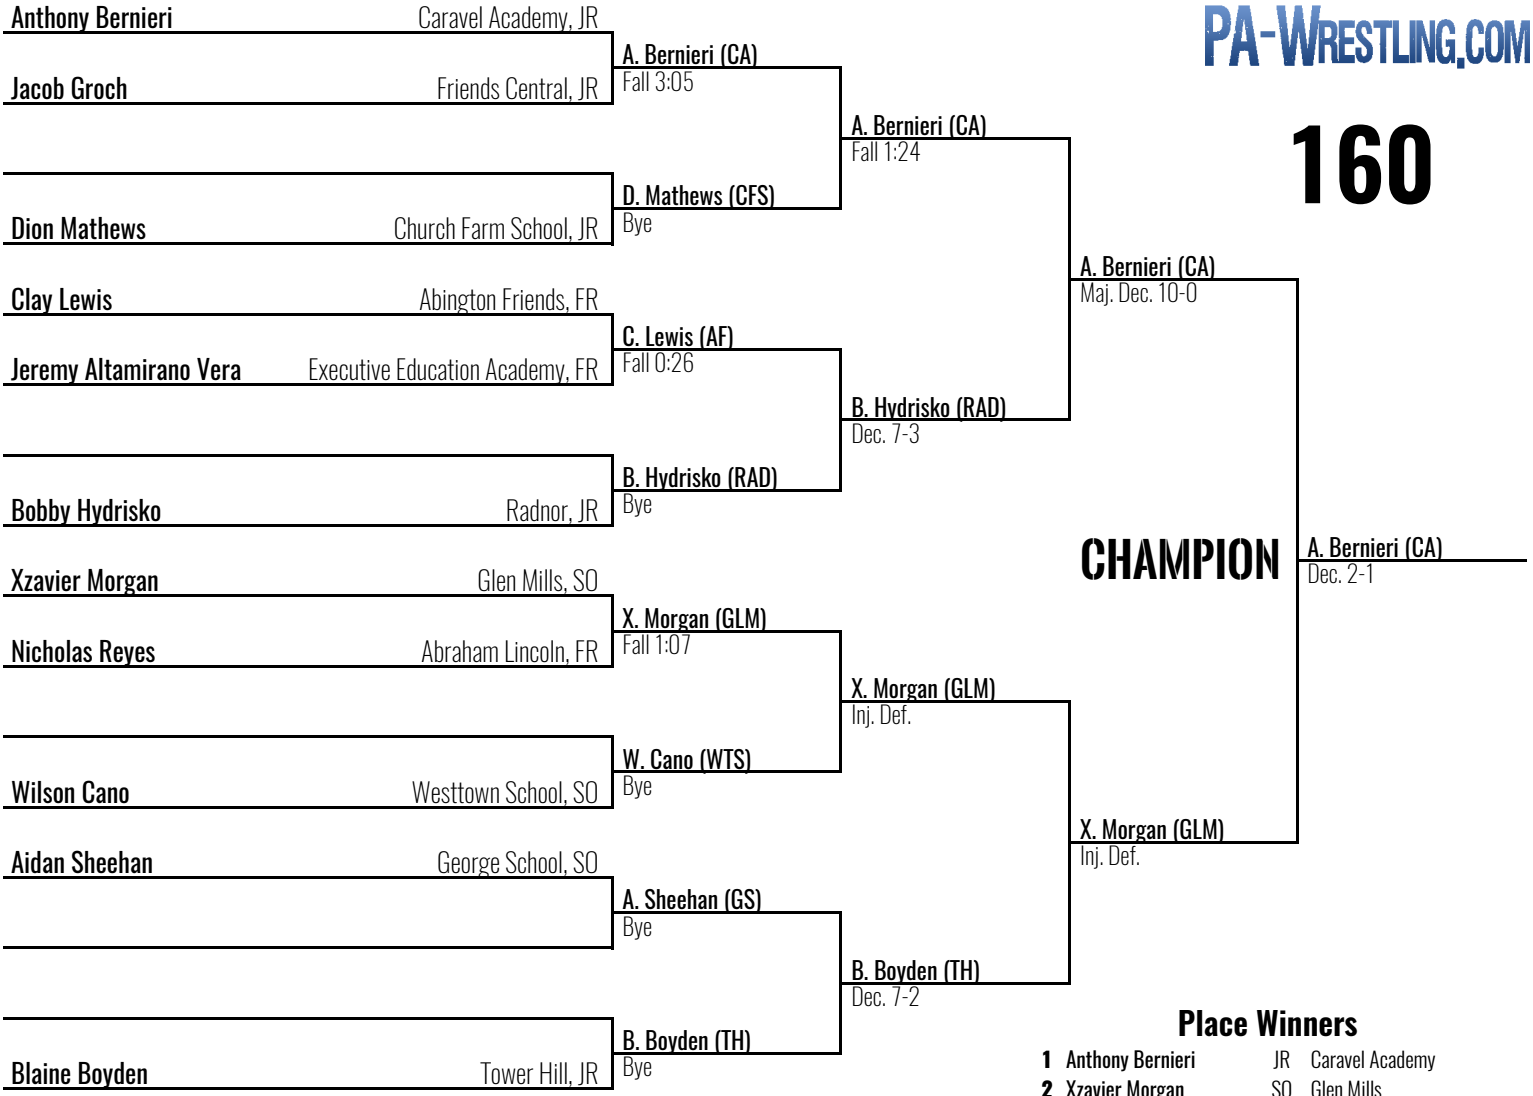 PA-WRESTLING.COM
160
Anthony Bernieri Caravel Academy, JR
Jacob Groch Friends Central, JR
Dion Mathews Church Farm School, JR
Clay Lewis Abington Friends, FR
Jeremy Altamirano Vera Executive Education Academy, FR
Bobby Hydrisko Radnor, JR
Xzavier Morgan Glen Mills, SO
Nicholas Reyes Abraham Lincoln, FR
Wilson Cano Westtown School, SO
Aidan Sheehan George School, SO
Blaine Boyden Tower Hill, JR
A. Bernieri (CA)
Fall 3:05
D. Mathews (CFS)
Bye
C. Lewis (AF)
Fall 0:26
B. Hydrisko (RAD)
Bye
X. Morgan (GLM)
Fall 1:07
W. Cano (WTS)
Bye
A. Sheehan (GS)
Bye
B. Boyden (TH)
Bye
A. Bernieri (CA)
Fall 1:24
B. Hydrisko (RAD)
Dec. 7-3
X. Morgan (GLM)
Inj. Def.
B. Boyden (TH)
Dec. 7-2
A. Bernieri (CA)
Maj. Dec. 10-0
X. Morgan (GLM)
Inj. Def.
CHAMPION
A. Bernieri (CA)
Dec. 2-1
Place Winners
1 Anthony Bernieri JR Caravel Academy
2 Xzavier Morgan SO Glen Mills